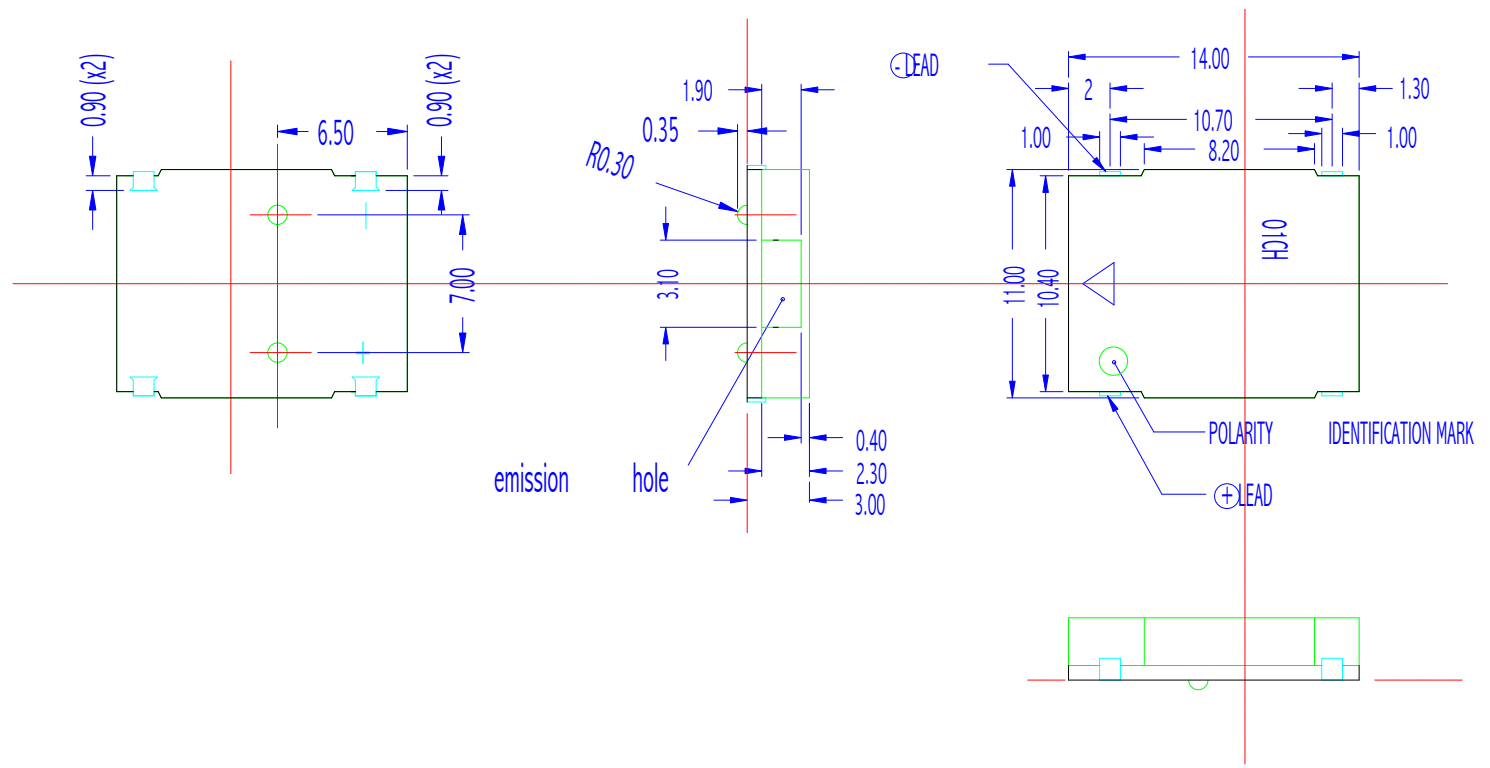 0.90 (x2)
6.50
0.90 (x2)
7.00
1.90
0.35
R0.30
3.10
emission hole
0.40
2.30
3.00
- LEAD
14.00
2
1.30
10.70
1.00
1.00
8.20
11.00
10.40
01CH
POLARITY IDENTIFICATION MARK
+ LEAD